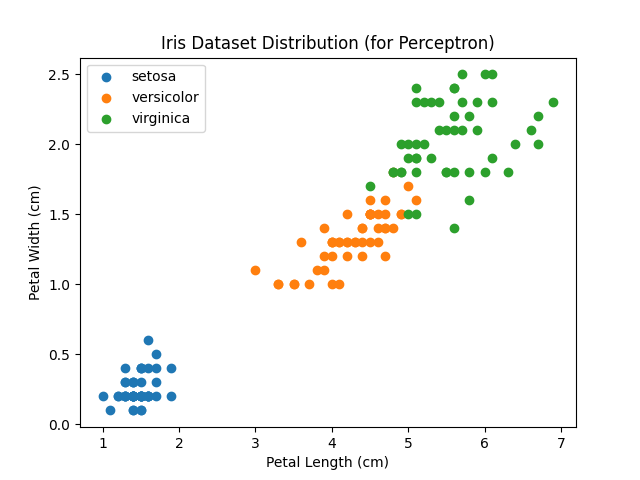 Iris Dataset Distribution (for Perceptron)
setosa
versicolor
virginica
Petal Width (cm)
2.5
2.0
1.5
1.0
0.5
0.0
1 2 3 4 5 6 7
Petal Length (cm)